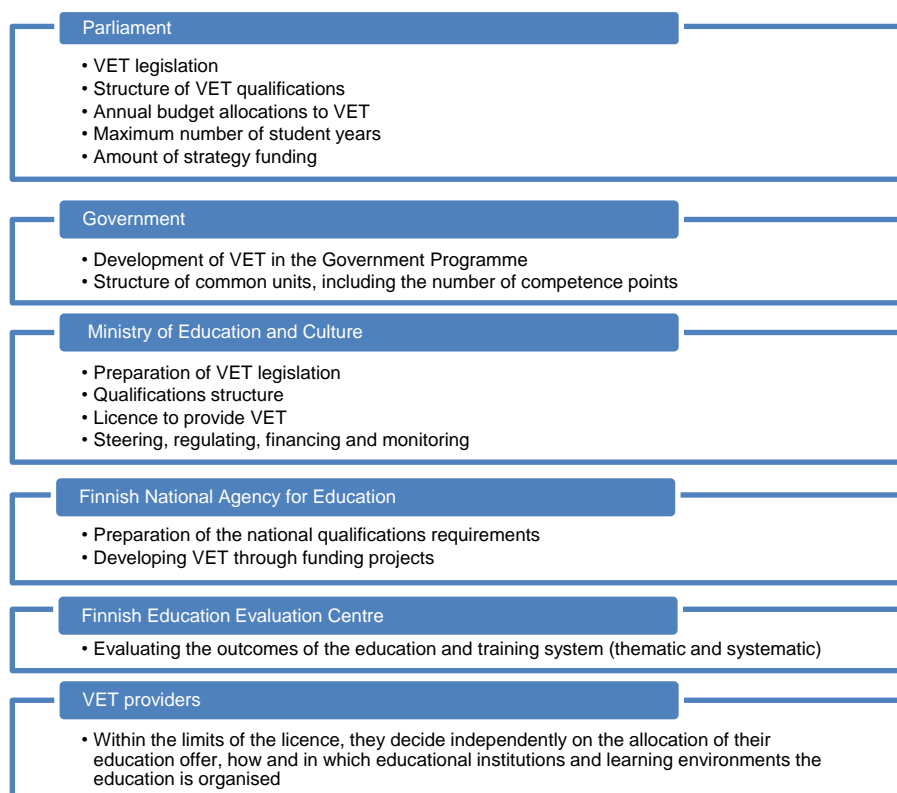 Parliament
• VET legislation
• Structure of VET qualifications
• Annual budget allocations to VET
• Maximum number of student years
• Amount of strategy funding
Government
• Development of VET in the Government Programme
• Structure of common units, including the number of competence points
Ministry of Education and Culture
• Preparation of VET legislation
• Qualifications structure
• Licence to provide VET
• Steering, regulating, financing and monitoring
Finnish National Agency for Education
• Preparation of the national qualifications requirements
• Developing VET through funding projects
Finnish Education Evaluation Centre
• Evaluating the outcomes of the education and training system (thematic and systematic)
VET providers
• Within the limits of the licence, they decide independently on the allocation of their
education offer, how and in which educational institutions and learning environments the
education is organised